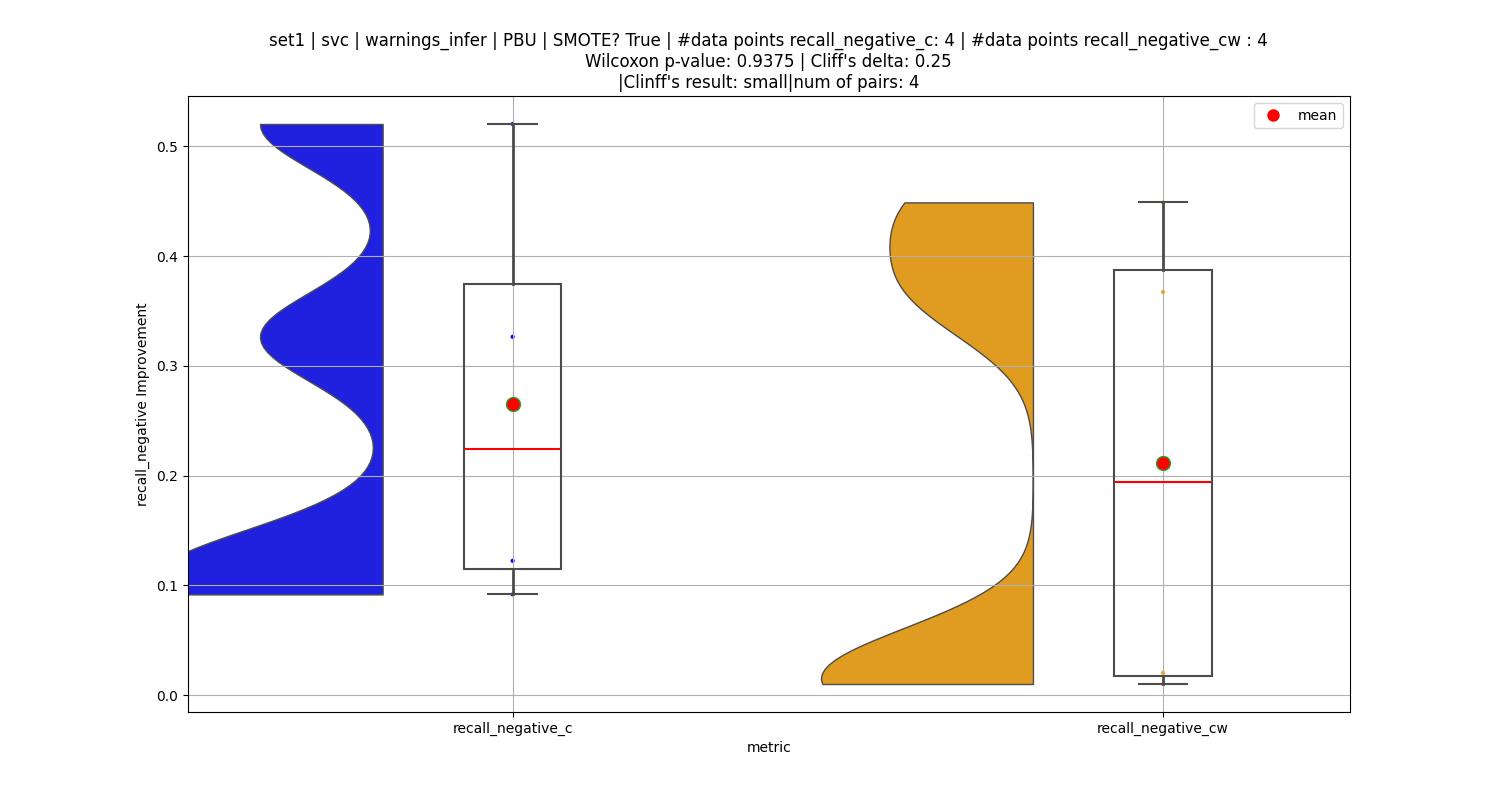 set1 | svc | warnings_infer | PBU | SMOTE? True | #data points recall_negative_c: 4 | #data points recall_negative_cw : 4
Wilcoxon p-value: 0.9375 | Cliff's delta: 0.25
|Clinff's result: small|num of pairs: 4
mean
0.5
0.4
0.3
0.2
0.1
0.0
recall_negative Improvement
recall_negative_c
recall_negative_cw
metric